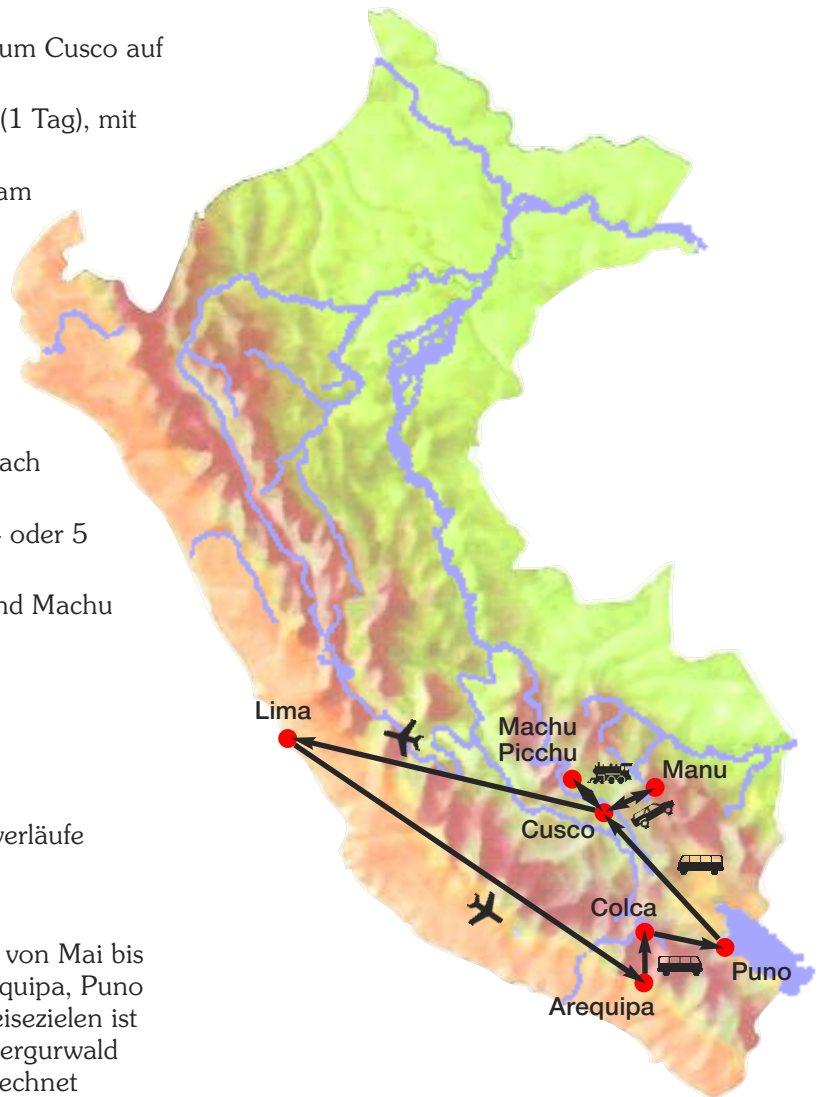 um Cusco auf
(1 Tag), mit
am
ach
oder 5
nd Machu
verläufe
von Mai bis
quipa, Puno
eisezielen ist
ergurwald
echnet
Lima
Machu
Picchu
Manu
Cusco
Colca
Puno
Arequipa